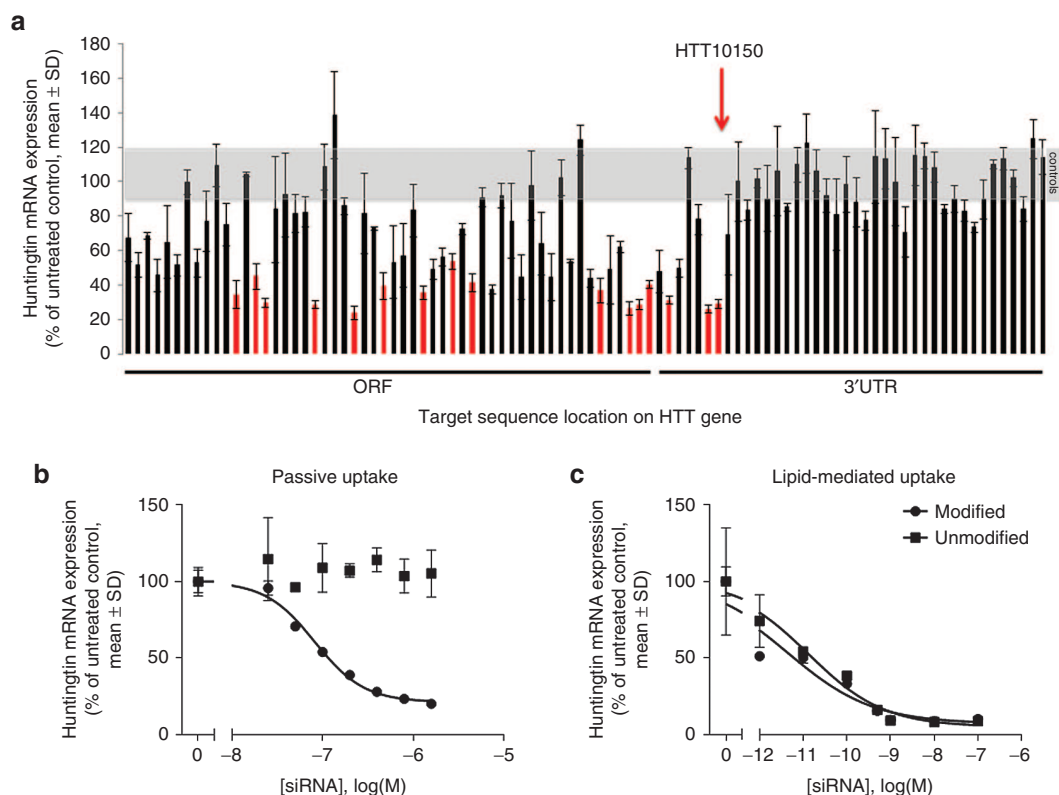 a
Huntingtin mRNA expression
(% of untreated control, mean ± SD)
180
160
140
120
100
80
60
40
20
0
HTT10150
controls
ORF
3′UTR
Target sequence location on HTT gene
b
Passive uptake
Huntingtin mRNA expression
(% of untreated control,
mean ± SD)
150
100
50
0
0
−8
−7
−6
−5
[siRNA], log(M)
c
Lipid-mediated uptake
Modified
Unmodified
Huntingtin mRNA expression
(% of untreated control,
mean ± SD)
150
100
50
0
0
−12
−11
−10
−9
−8
−7
−6
[siRNA], log(M)